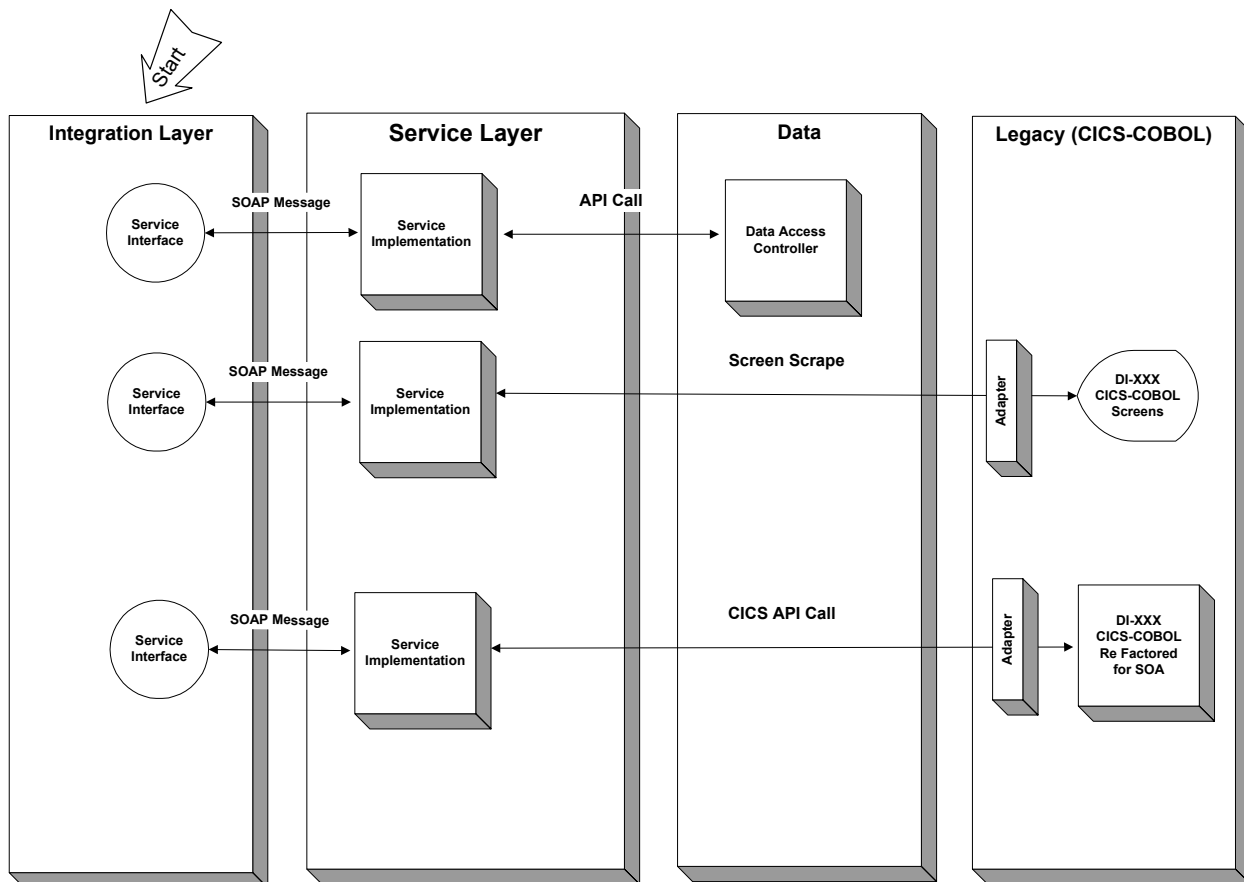 Start
Integration Layer
Service Layer
Data
Legacy (CICS-COBOL)
SOAP Message
API Call
Service
Interface
Service
Implementation
Data Access
Controller
SOAP Message
Screen Scrape
Service
Interface
Service
Implementation
Adapter
DI-XXX
CICS-COBOL
Screens
SOAP Message
CICS API Call
Service
Interface
Service
Implementation
Adapter
DI-XXX
CICS-COBOL
Re Factored
for SOA